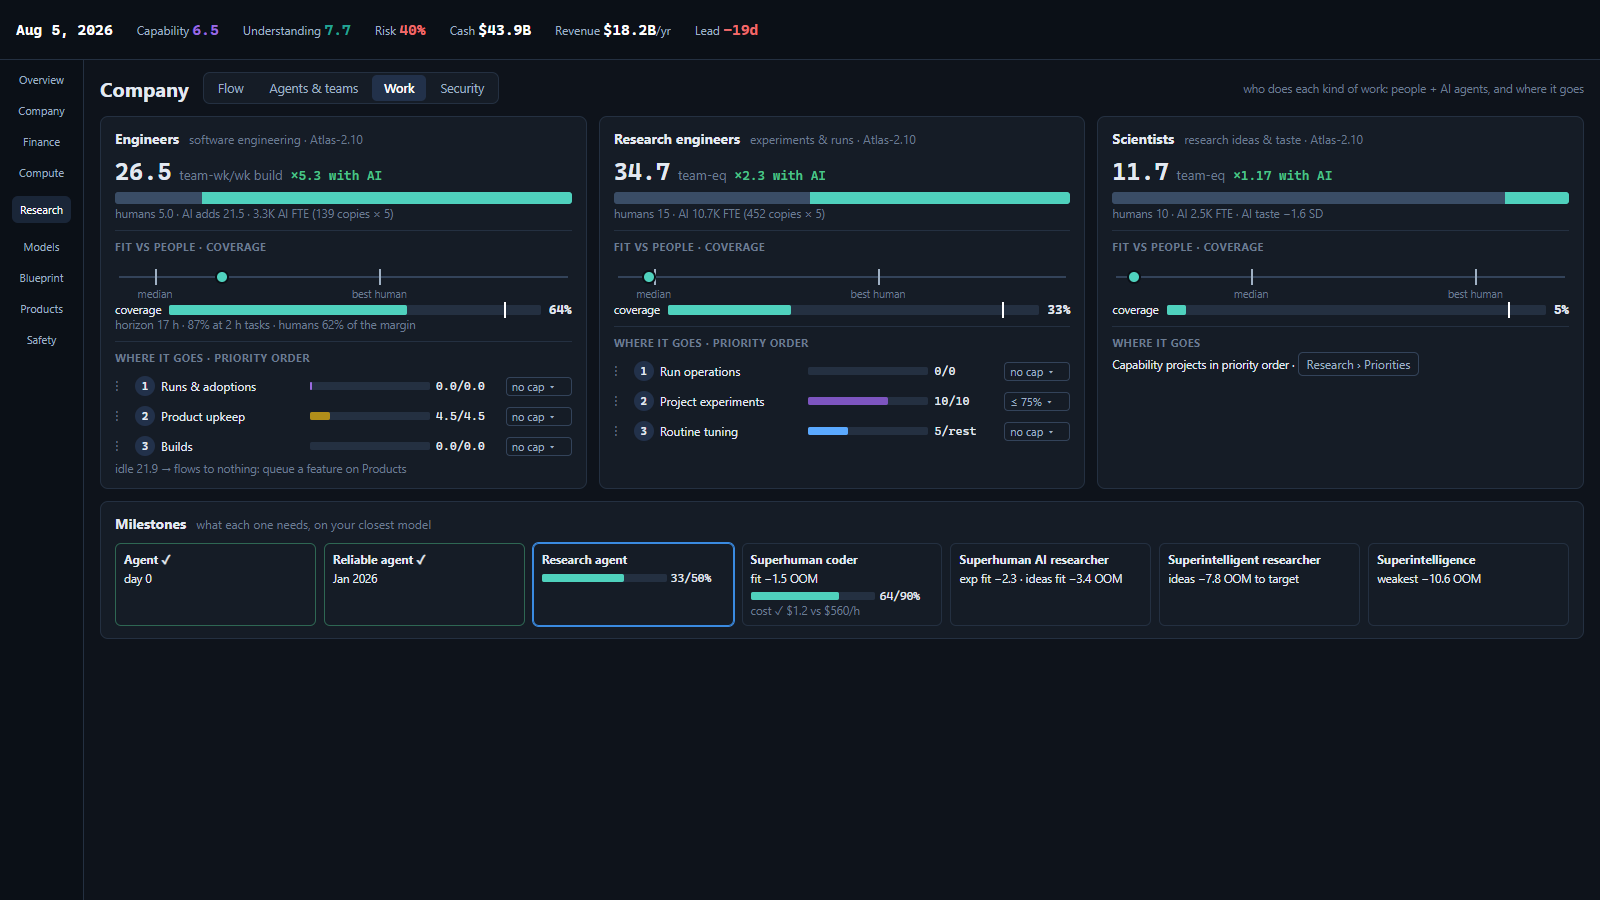 Aug 5, 2026 Capability 6.5 Understanding 7.7 Risk 40% Cash $43.9B Revenue $18.2B/yr Lead −19d
Overview
Company
Finance
Compute
Research
Models
Blueprint
Products
Safety
Company Flow Agents & teams Work Security who does each kind of work: people + AI agents, and where it goes
Engineers software engineering · Atlas-2.10
26.5 team-wk/wk build ×5.3 with AI
humans 5.0 · AI adds 21.5 · 3.3K AI FTE (139 copies × 5)
FIT VS PEOPLE · COVERAGE
median best human
coverage 64%
horizon 17 h · 87% at 2 h tasks · humans 62% of the margin
WHERE IT GOES · PRIORITY ORDER
1 Runs & adoptions 0.0/0.0 no cap
2 Product upkeep 4.5/4.5 no cap
3 Builds 0.0/0.0 no cap
idle 21.9 → flows to nothing: queue a feature on Products
Research engineers experiments & runs · Atlas-2.10
34.7 team-eq ×2.3 with AI
humans 15 · AI 10.7K FTE (452 copies × 5)
FIT VS PEOPLE · COVERAGE
median best human
coverage 33%
WHERE IT GOES · PRIORITY ORDER
1 Run operations 0/0 no cap
2 Project experiments 10/10 ≤ 75%
3 Routine tuning 5/rest no cap
Scientists research ideas & taste · Atlas-2.10
11.7 team-eq ×1.17 with AI
humans 10 · AI 2.5K FTE · AI taste −1.6 SD
FIT VS PEOPLE · COVERAGE
median best human
coverage 5%
WHERE IT GOES
Capability projects in priority order · Research › Priorities
Milestones what each one needs, on your closest model
Agent ✓
day 0
Reliable agent ✓
Jan 2026
Research agent
33/50%
Superhuman coder
fit −1.5 OOM
64/90%
cost ✓ $1.2 vs $560/h
Superhuman AI researcher
exp fit −2.3 · ideas fit −3.4 OOM
Superintelligent researcher
ideas −7.8 OOM to target
Superintelligence
weakest −10.6 OOM